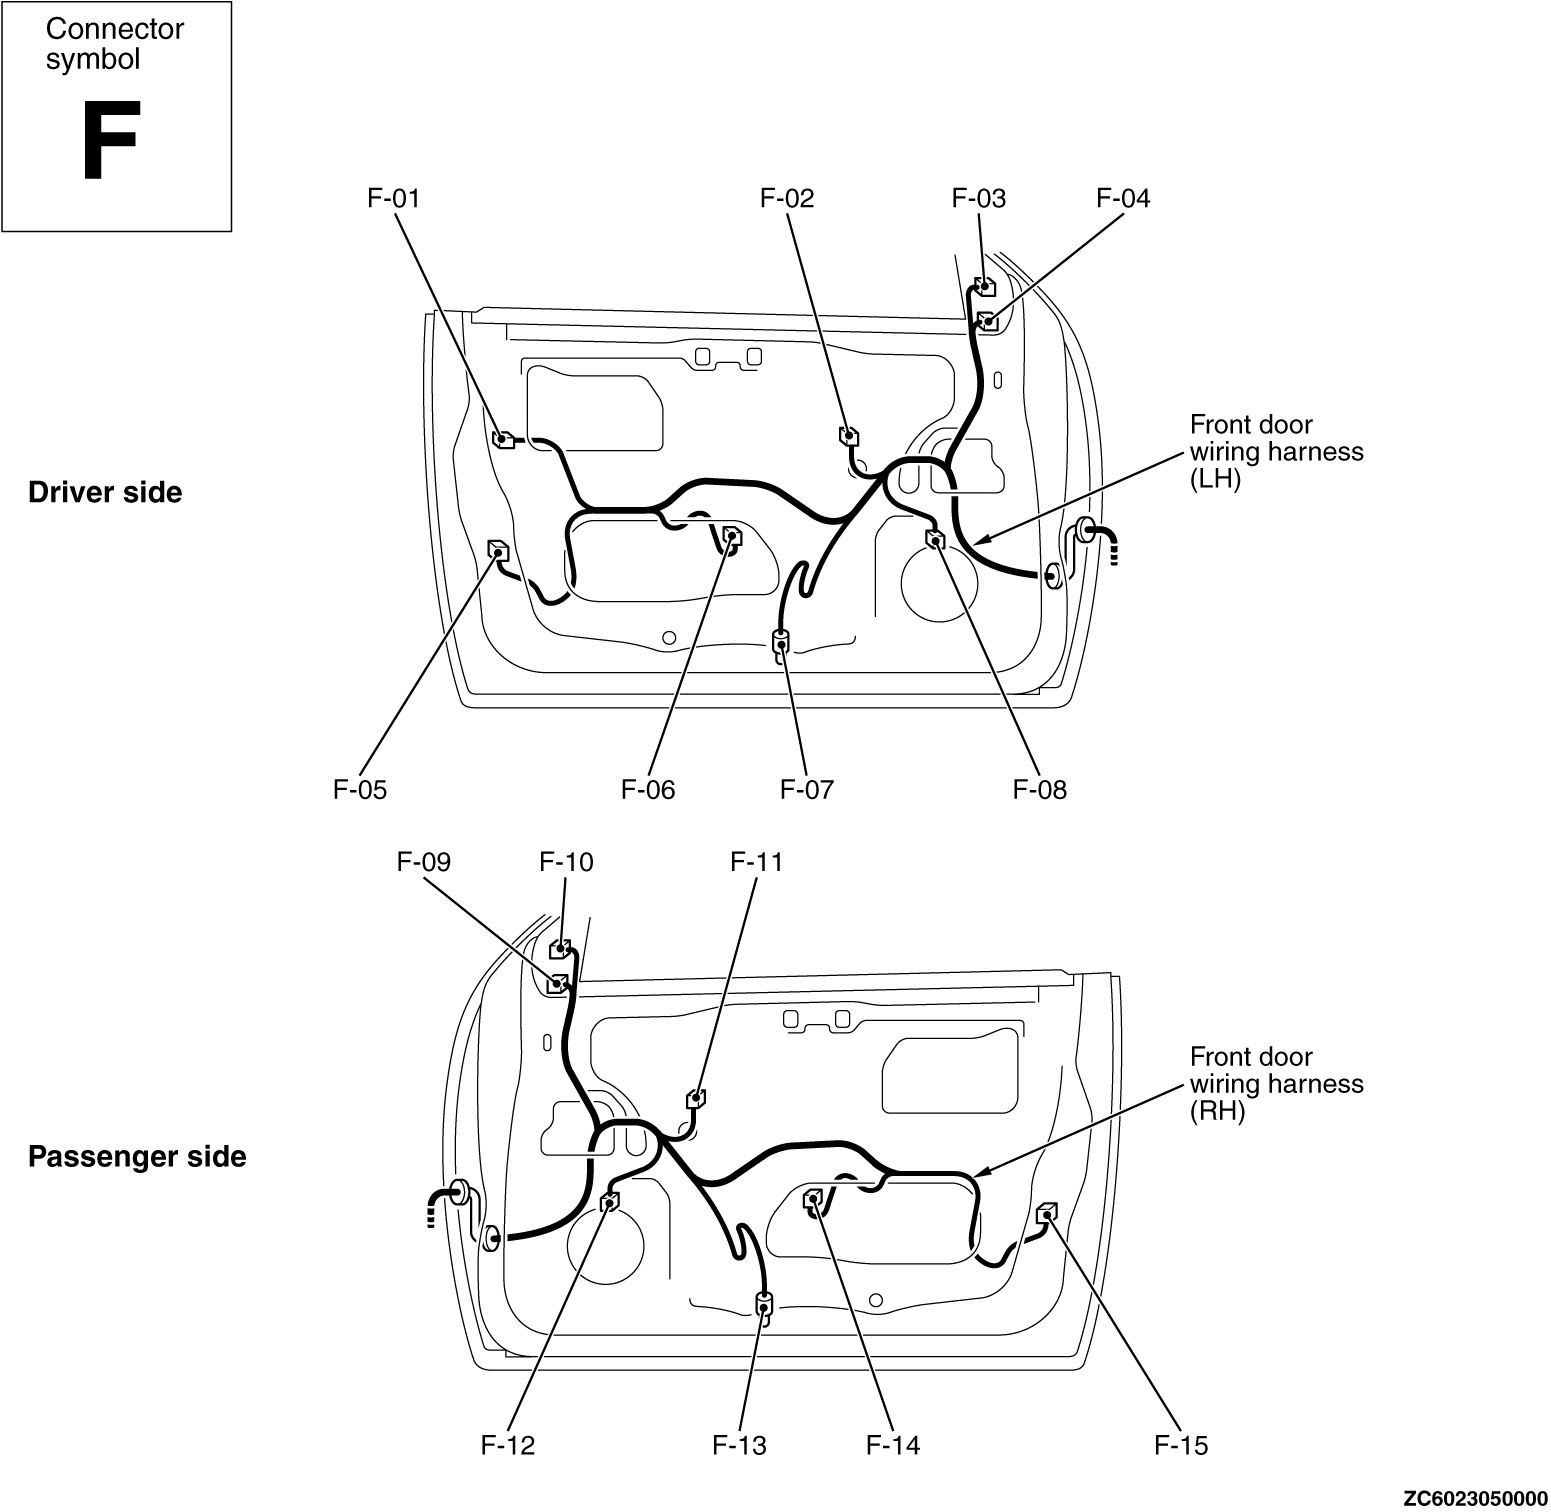 Connector
symbol
F
F-01
F-02
F-03
F-04
Front door
wiring harness
(LH)
Driver side
F-05
F-06
F-07
F-08
F-09
F-10
F-11
Front door
wiring harness
(RH)
Passenger side
F-12
F-13
F-14
F-15
ZC6023050000